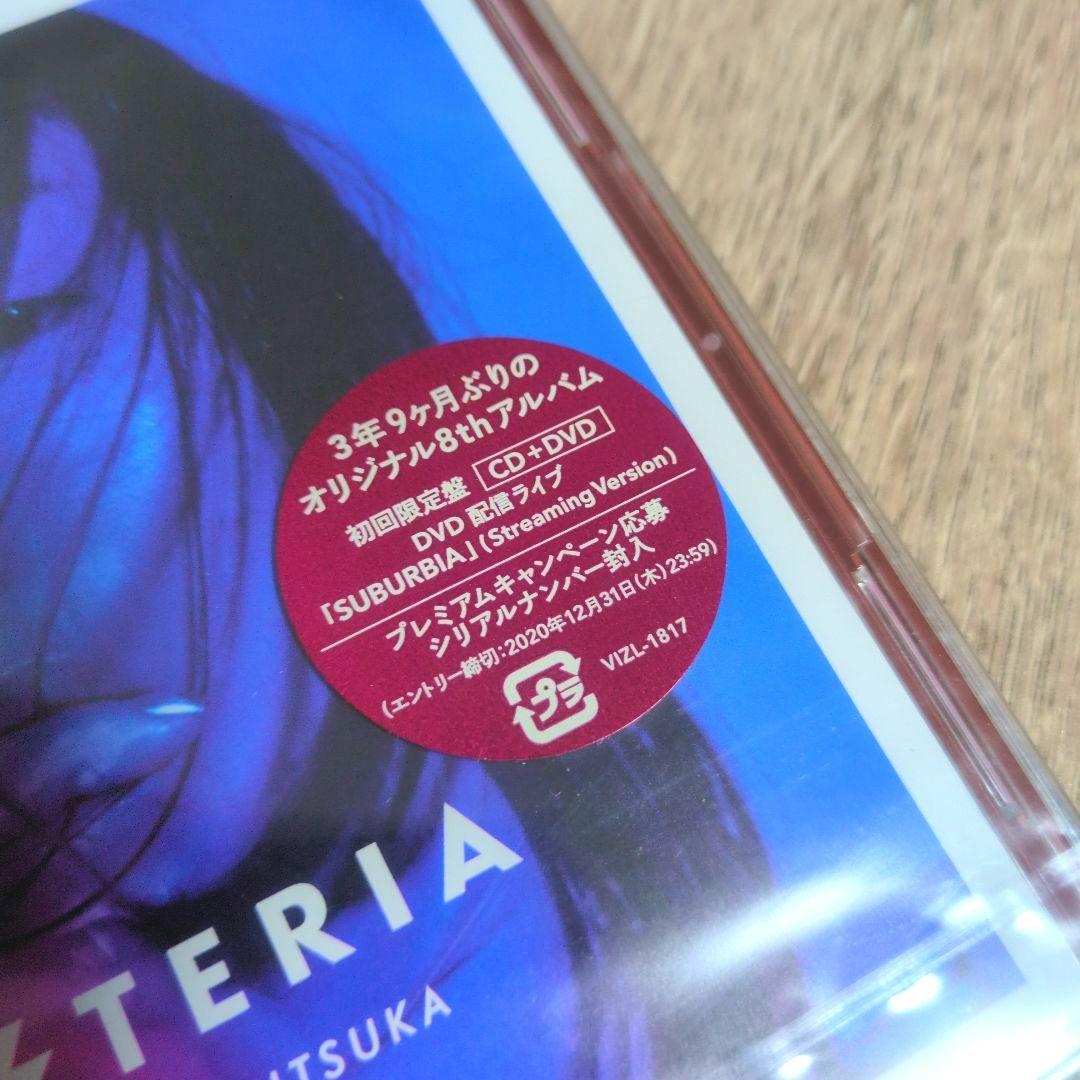 3年9ヶ月ぶりの
オリジナル8thアルバム
初回限定盤 CD+DVD
DVD 配信ライブ
「SUBURBIA」(Streaming Version)
プレミアムキャンペーン応募
シリアルナンバー封入
(エントリー締切:2020年12月31日(木)23:59)
プラ VIZL-1817
TERIA
ITSUKA